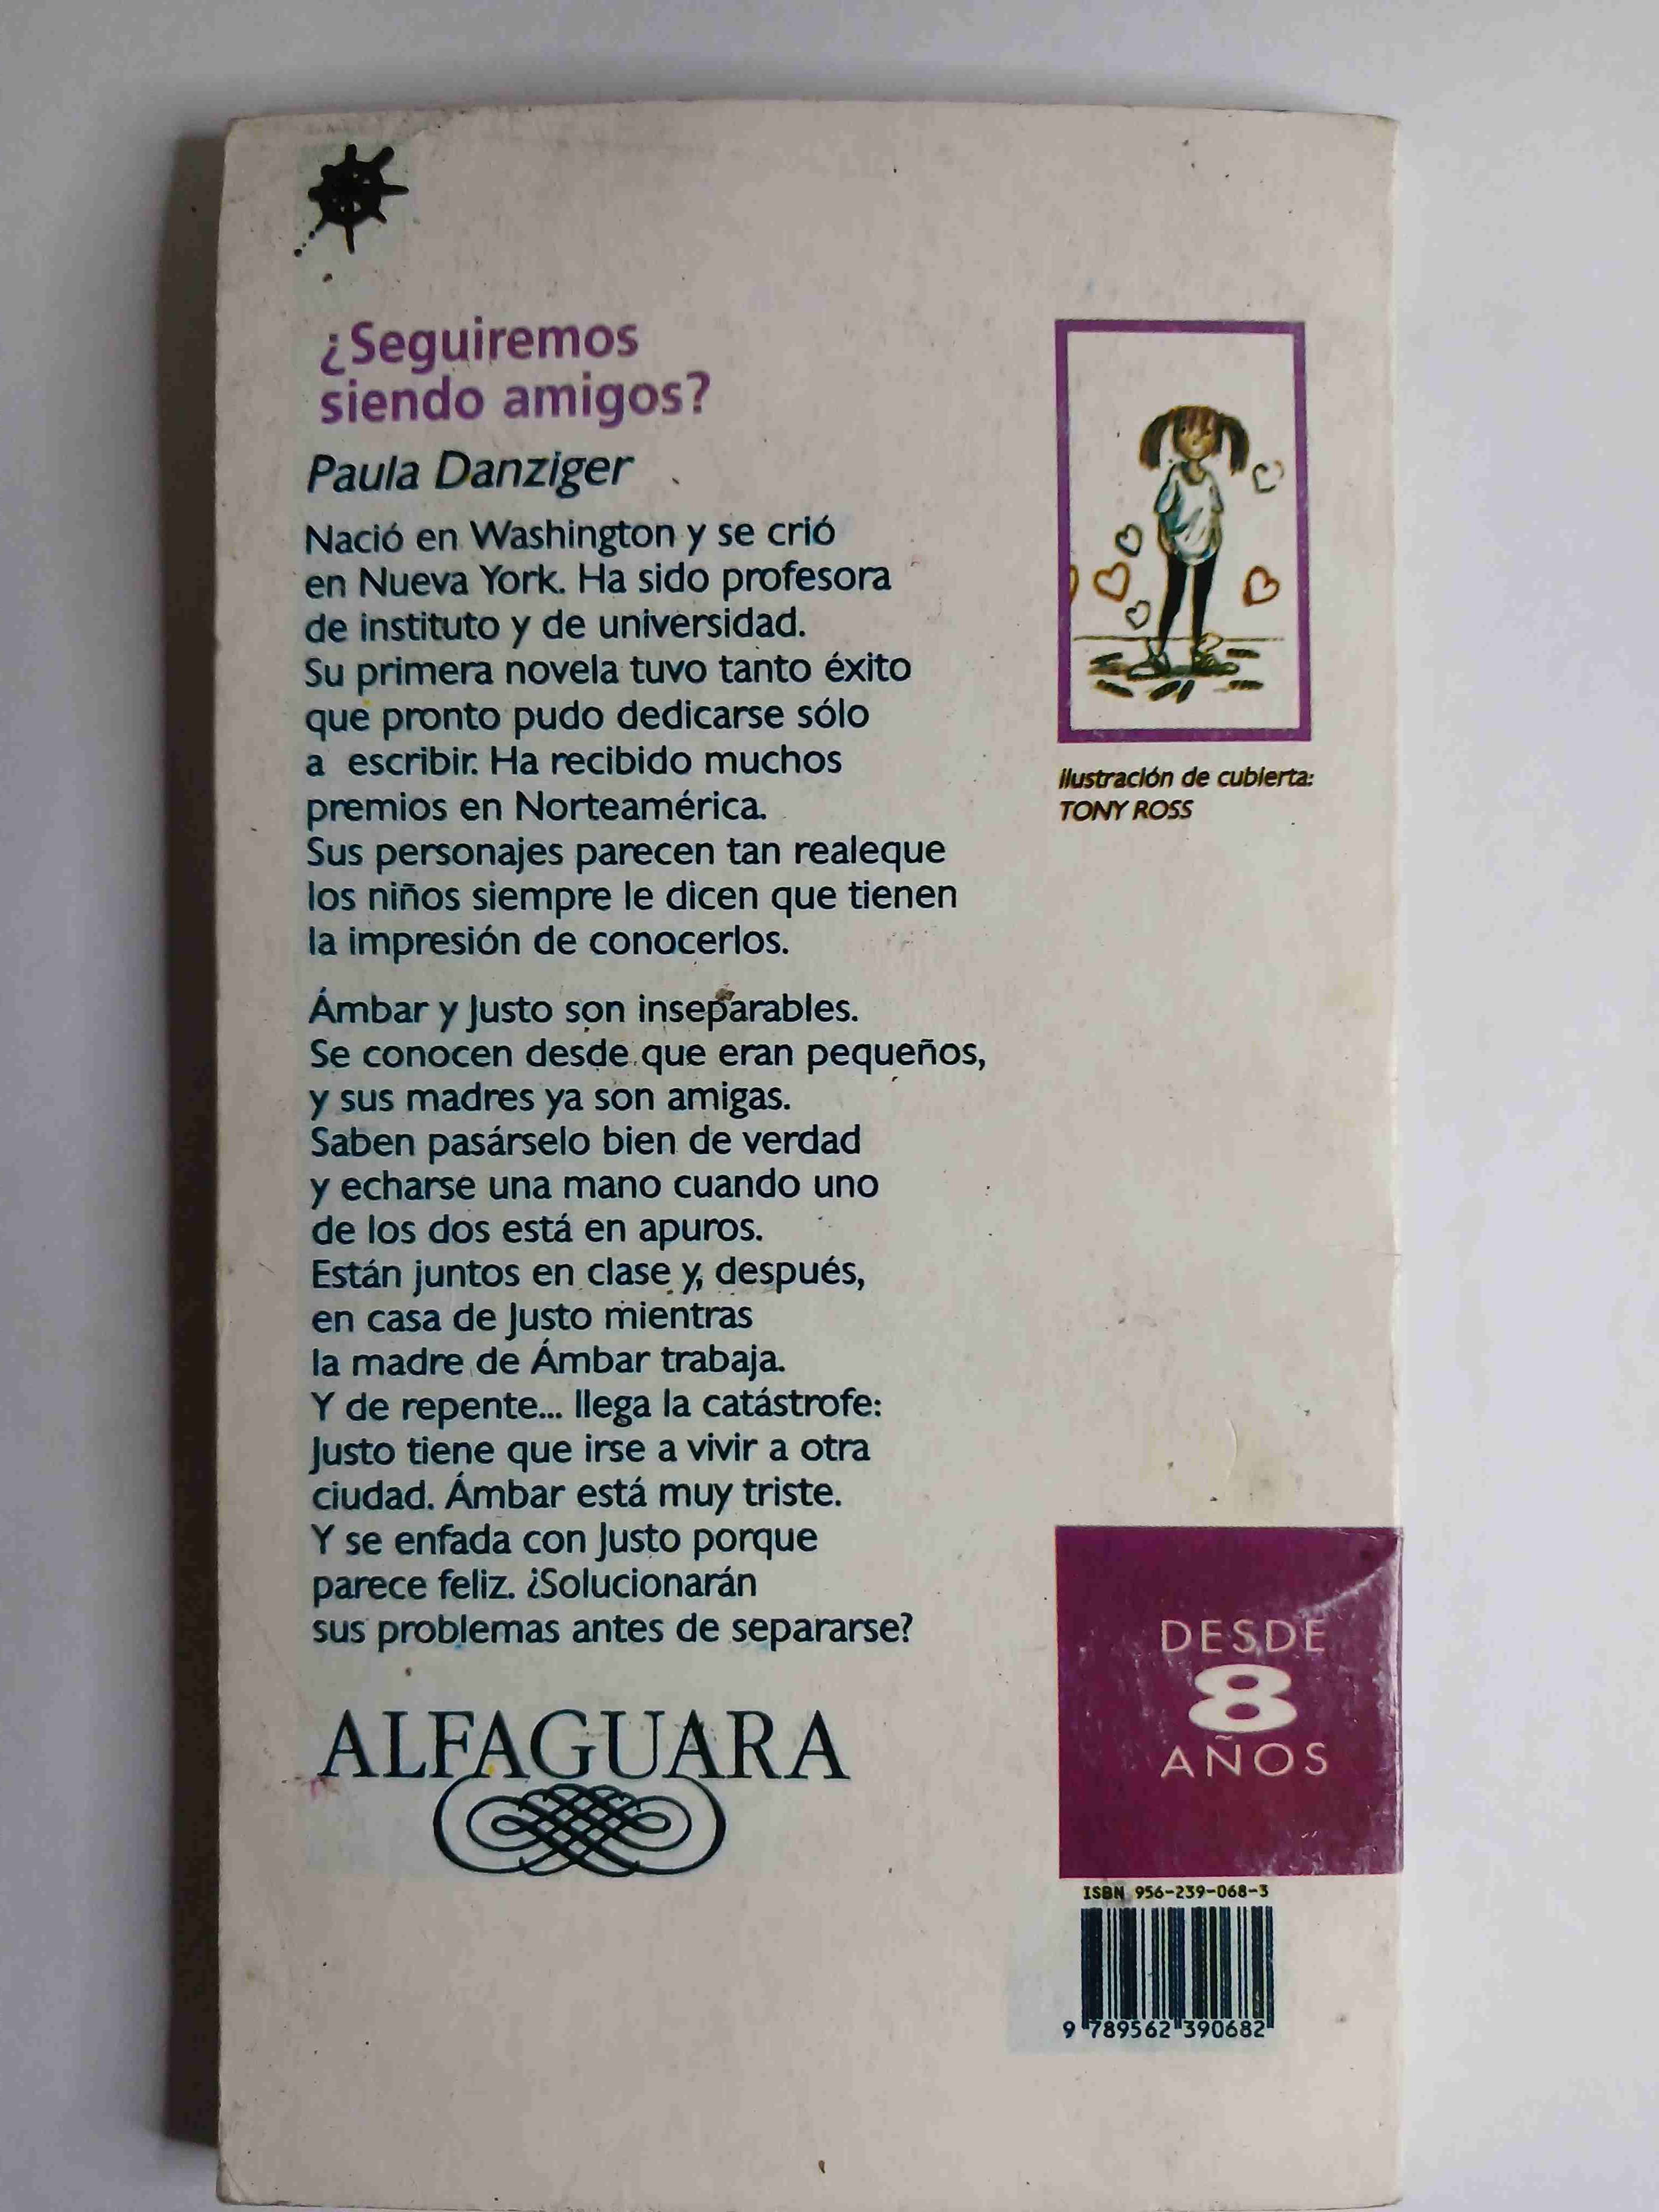 ¿Seguiremos
siendo amigos?
Paula Danziger
Nació en Washington y se crió
en Nueva York. Ha sido profesora
de instituto y de universidad.
Su primera novela tuvo tanto éxito
que pronto pudo dedicarse sólo
a escribir. Ha recibido muchos
premios en Norteamérica.
Sus personajes parecen tan realeque
los niños siempre le dicen que tienen
la impresión de conocerlos.
Ámbar y Justo son inseparables.
Se conocen desde que eran pequeños,
y sus madres ya son amigas.
Saben pasárselo bien de verdad
y echarse una mano cuando uno
de los dos está en apuros.
Están juntos en clase y, después,
en casa de Justo mientras
la madre de Ámbar trabaja.
Y de repente... llega la catástrofe:
Justo tiene que irse a vivir a otra
ciudad. Ámbar está muy triste.
Y se enfada con Justo porque
parece feliz. ¿Solucionarán
sus problemas antes de separarse?
ALFAGUARA
Ilustración de cubierta:
TONY ROSS
DESDE
8
AÑOS
ISBN 956-239-068-3
9 789562 390682